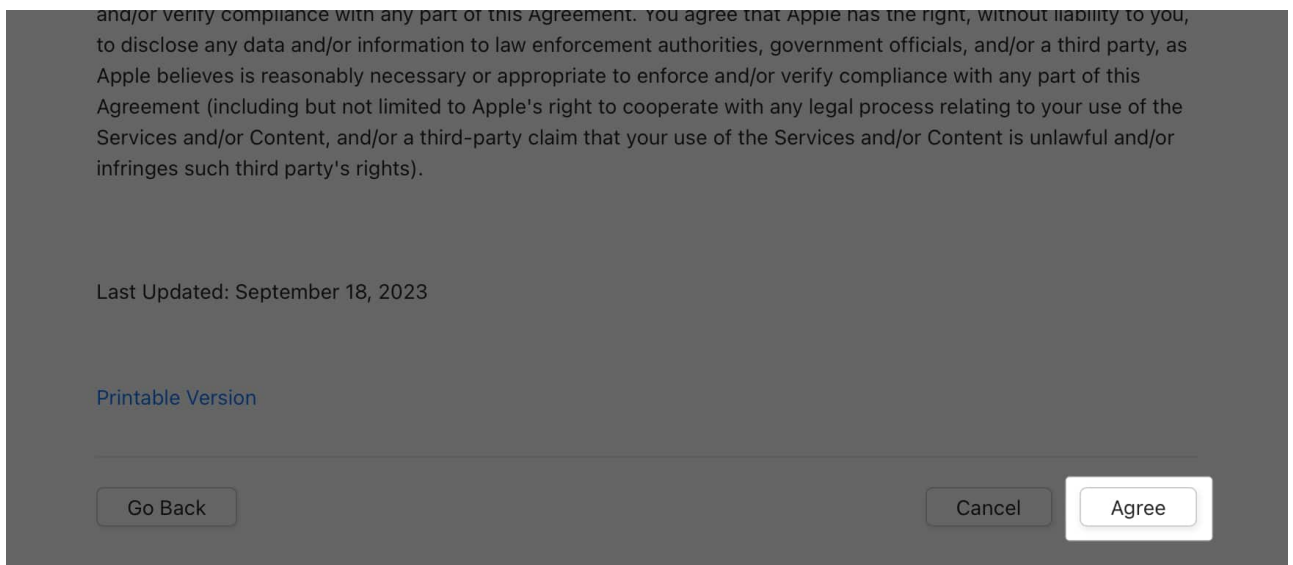 and/or verify compliance with any part of this Agreement. You agree that Apple has the right, without liability to you,
to disclose any data and/or information to law enforcement authorities, government officials, and/or a third party, as
Apple believes is reasonably necessary or appropriate to enforce and/or verify compliance with any part of this
Agreement (including but not limited to Apple's right to cooperate with any legal process relating to your use of the
Services and/or Content, and/or a third-party claim that your use of the Services and/or Content is unlawful and/or
infringes such third party's rights).
Last Updated: September 18, 2023
Printable Version
Go Back Cancel Agree